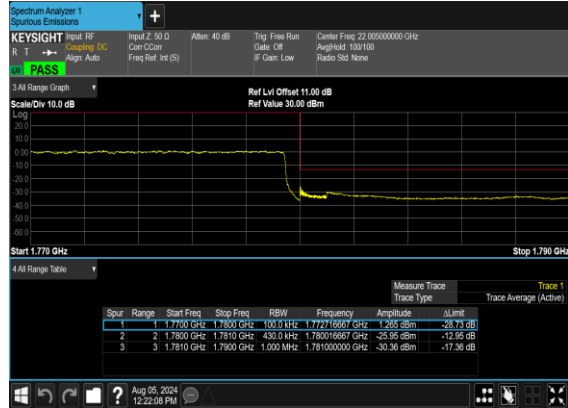 Spectrum Analyzer 1
Spurious Emissions
+
KEYSIGHT Input: RF Input Z: 50 Ω Atten: 40 dB Trig: Free Run Center Freq: 22.005000000 GHz
R T Coupling: DC Corr CCorr Gate: Off Avg|Hold: 100/100
Align: Auto Freq Ref: Int (S) IF Gain: Low Radio Std: None
PASS
3 All Range Graph
Ref Lvl Offset 11.00 dB
Scale/Div 10.0 dB Ref Value 30.00 dBm
Log
20.0
10.0
0.00
-10.0
-20.0
-30.0
-40.0
-50.0
-60.0
Start 1.770 GHz Stop 1.790 GHz
4 All Range Table
Measure Trace Trace 1
Trace Type Trace Average (Active)
Spur Range Start Freq Stop Freq RBW Frequency Amplitude ΔLimit
1 1 1.7700 GHz 1.7800 GHz 100.0 kHz 1.772716667 GHz 1.265 dBm -28.73 dB
2 2 1.7800 GHz 1.7810 GHz 430.0 kHz 1.780016667 GHz -25.95 dBm -12.95 dB
3 3 1.7810 GHz 1.7900 GHz 1.000 MHz 1.781000000 GHz -30.36 dBm -17.36 dB
?
Aug 05, 2024
12:22:08 PM